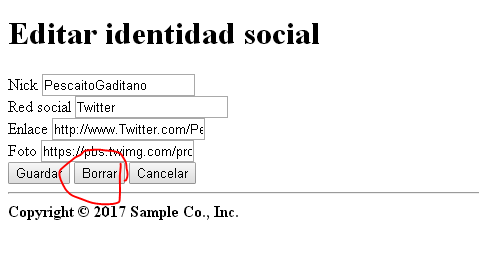 Editar identidad social
Nick PescaitoGaditano
Red social Twitter
Enlace http://www.Twitter.com/Pe
Foto https://pbs.twimg.com/pro
Guardar Borrar Cancelar
Copyright © 2017 Sample Co., Inc.